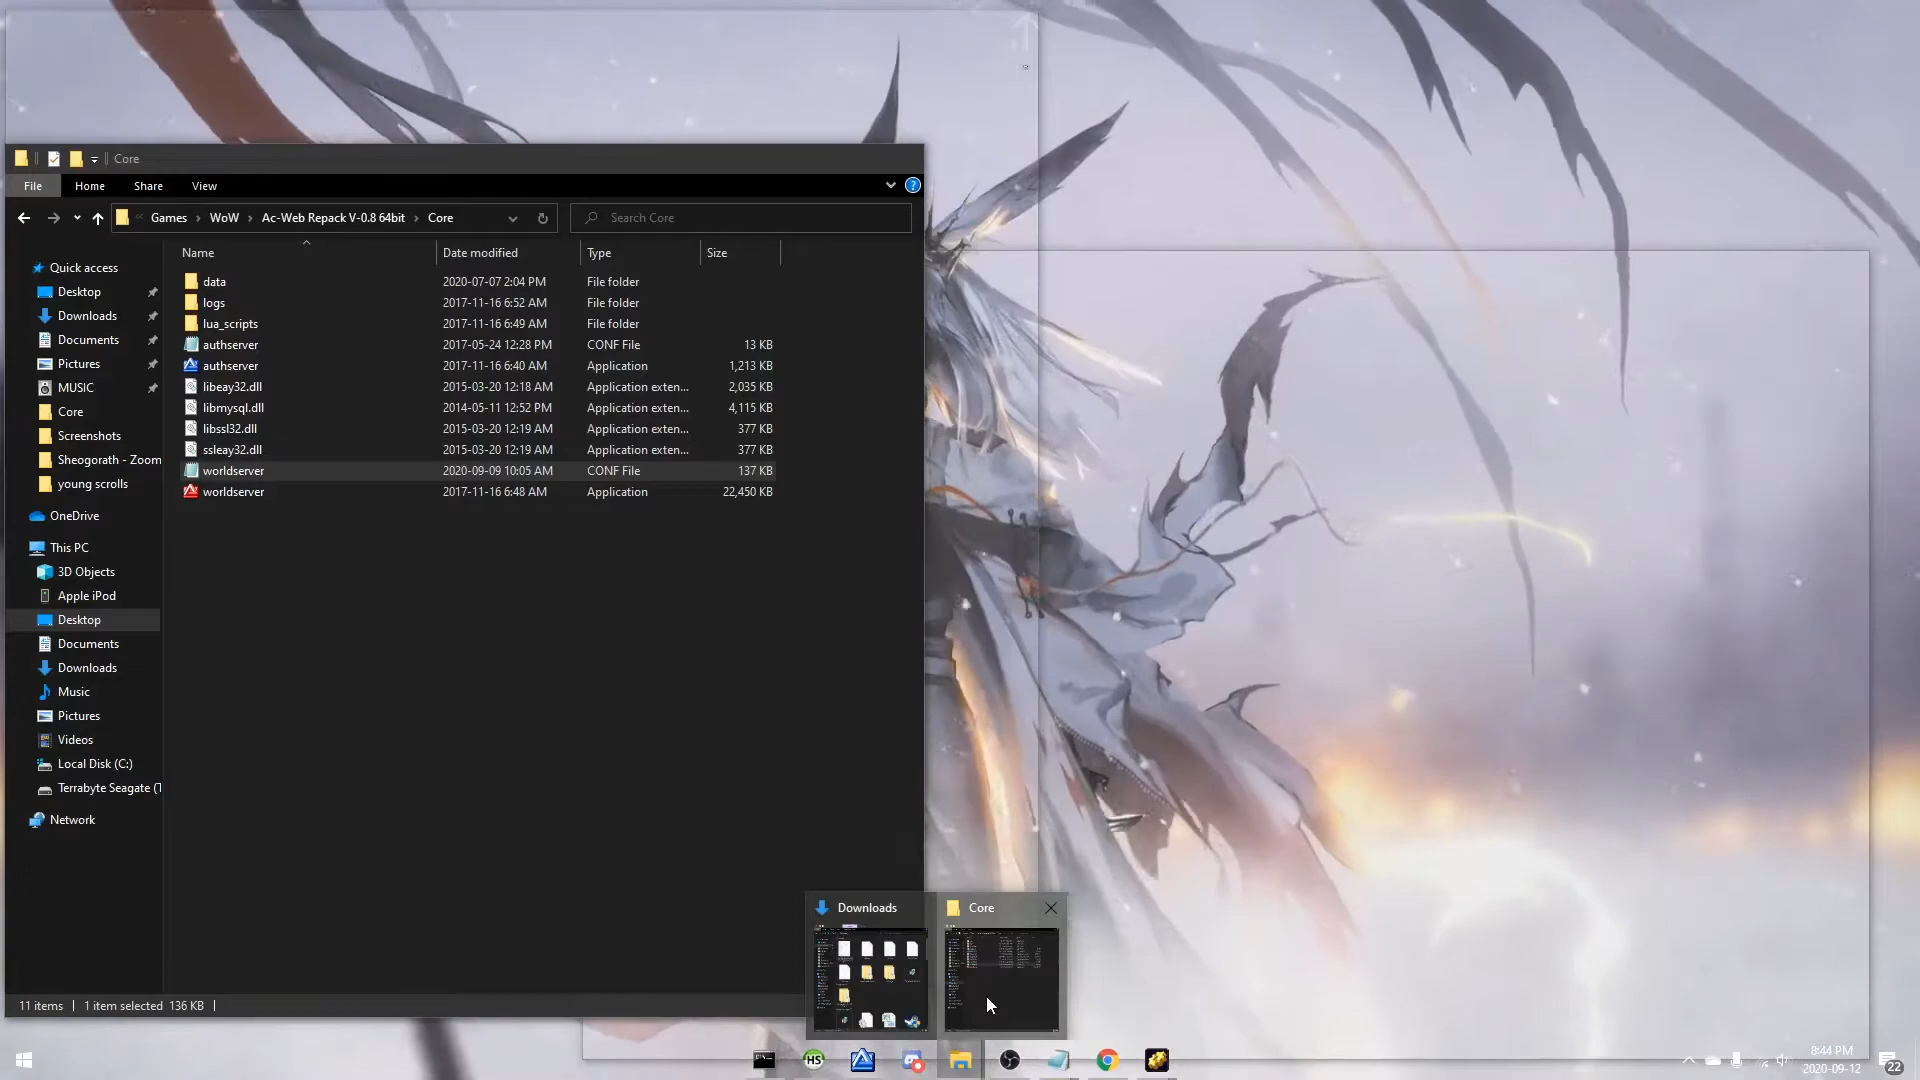 Core
File Home Share View
Games WoW Ac-Web Repack V-0.8 64bit Core Search Core
Name Date modified Type Size
Quick access
Desktop
Downloads
Documents
Pictures
MUSIC
Core
Screenshots
Sheogorath - Zoom
young scrolls
OneDrive
This PC
3D Objects
Apple iPod
Desktop
Documents
Downloads
Music
Pictures
Videos
Local Disk (C:)
Terrabyte Seagate (T
Network
data 2020-07-07 2:04 PM File folder
logs 2017-11-16 6:52 AM File folder
lua_scripts 2017-11-16 6:49 AM File folder
authserver 2017-05-24 12:28 PM CONF File 13 KB
authserver 2017-11-16 6:40 AM Application 1,213 KB
libeay32.dll 2015-03-20 12:18 AM Application exten... 2,035 KB
libmysql.dll 2014-05-11 12:52 PM Application exten... 4,115 KB
libssl32.dll 2015-03-20 12:19 AM Application exten... 377 KB
ssleay32.dll 2015-03-20 12:19 AM Application exten... 377 KB
worldserver 2020-09-09 10:05 AM CONF File 137 KB
worldserver 2017-11-16 6:48 AM Application 22,450 KB
11 items 1 item selected 136 KB
Downloads Core
HS
8:44 PM
2020-09-12
22